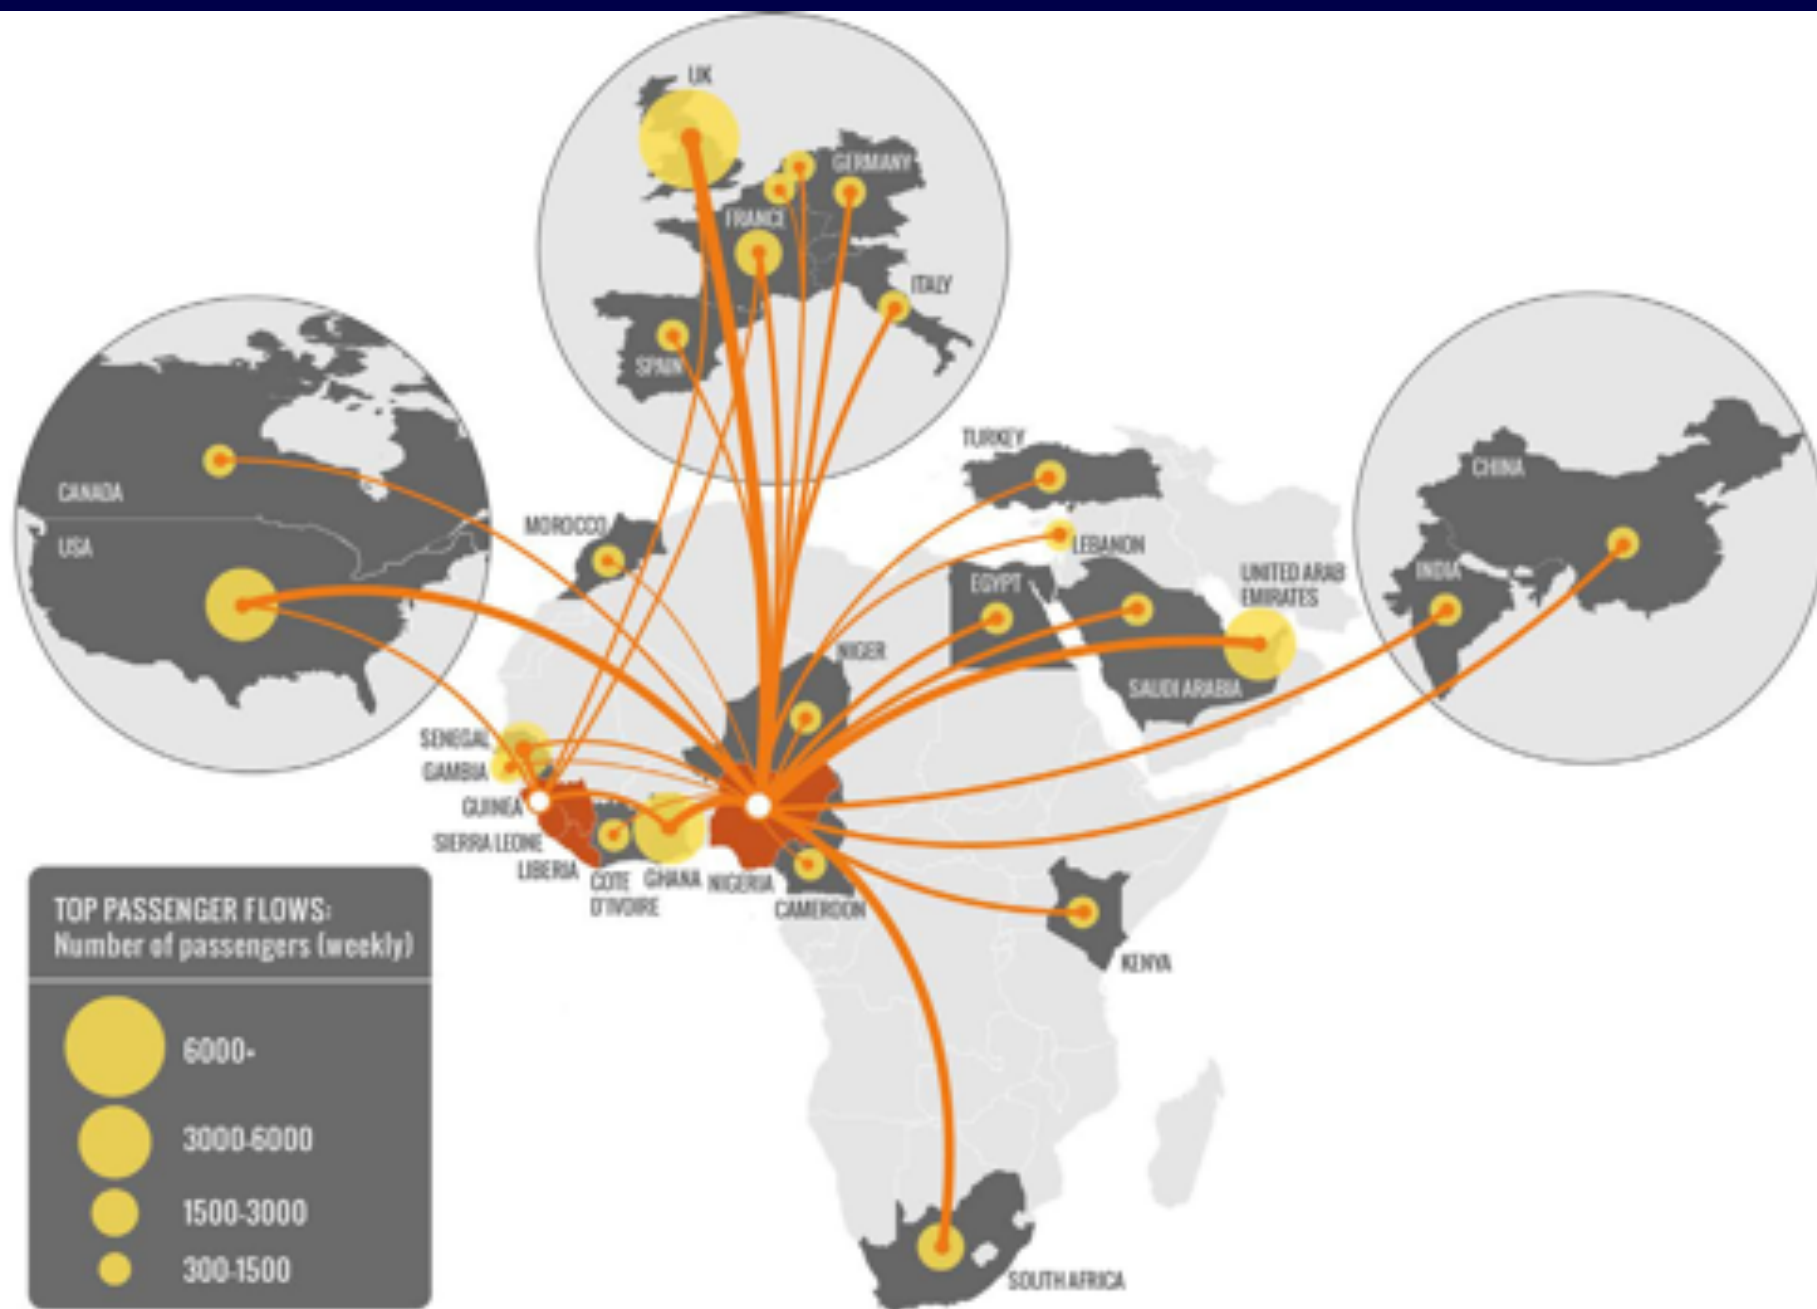 UK
GERMANY
FRANCE
ITALY
SPAIN
TURKEY
CHINA
CANADA
MOROCCO
LEBANON
USA
INDIA
EGYPT
UNITED ARAB
EMIRATES
NIGER
SAUDI ARABIA
SENEGAL
GAMBIA
GUINEA
SIERRA LEONE
LIBERIA
COTE
D'IVOIRE
GHANA
NIGERIA
CAMEROON
KENYA
SOUTH AFRICA
TOP PASSENGER FLOWS:
Number of passengers (weekly)
6000+
3000-6000
1500-3000
300-1500